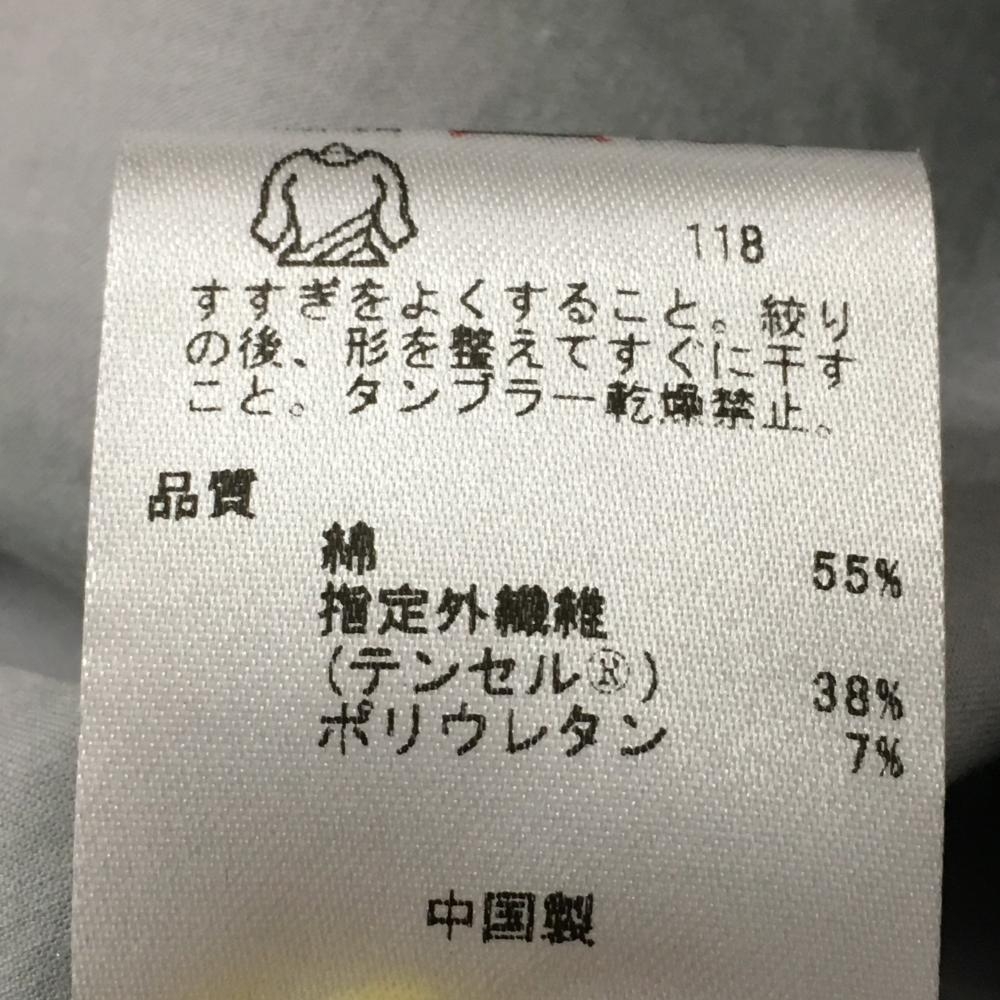 118
すすぎをよくすること。絞り
の後、形を整えてすぐに干す
こと。タンブラー乾燥禁止。
品質
綿 55%
指定外繊維
(テンセル®) 38%
ポリウレタン 7%
中国製